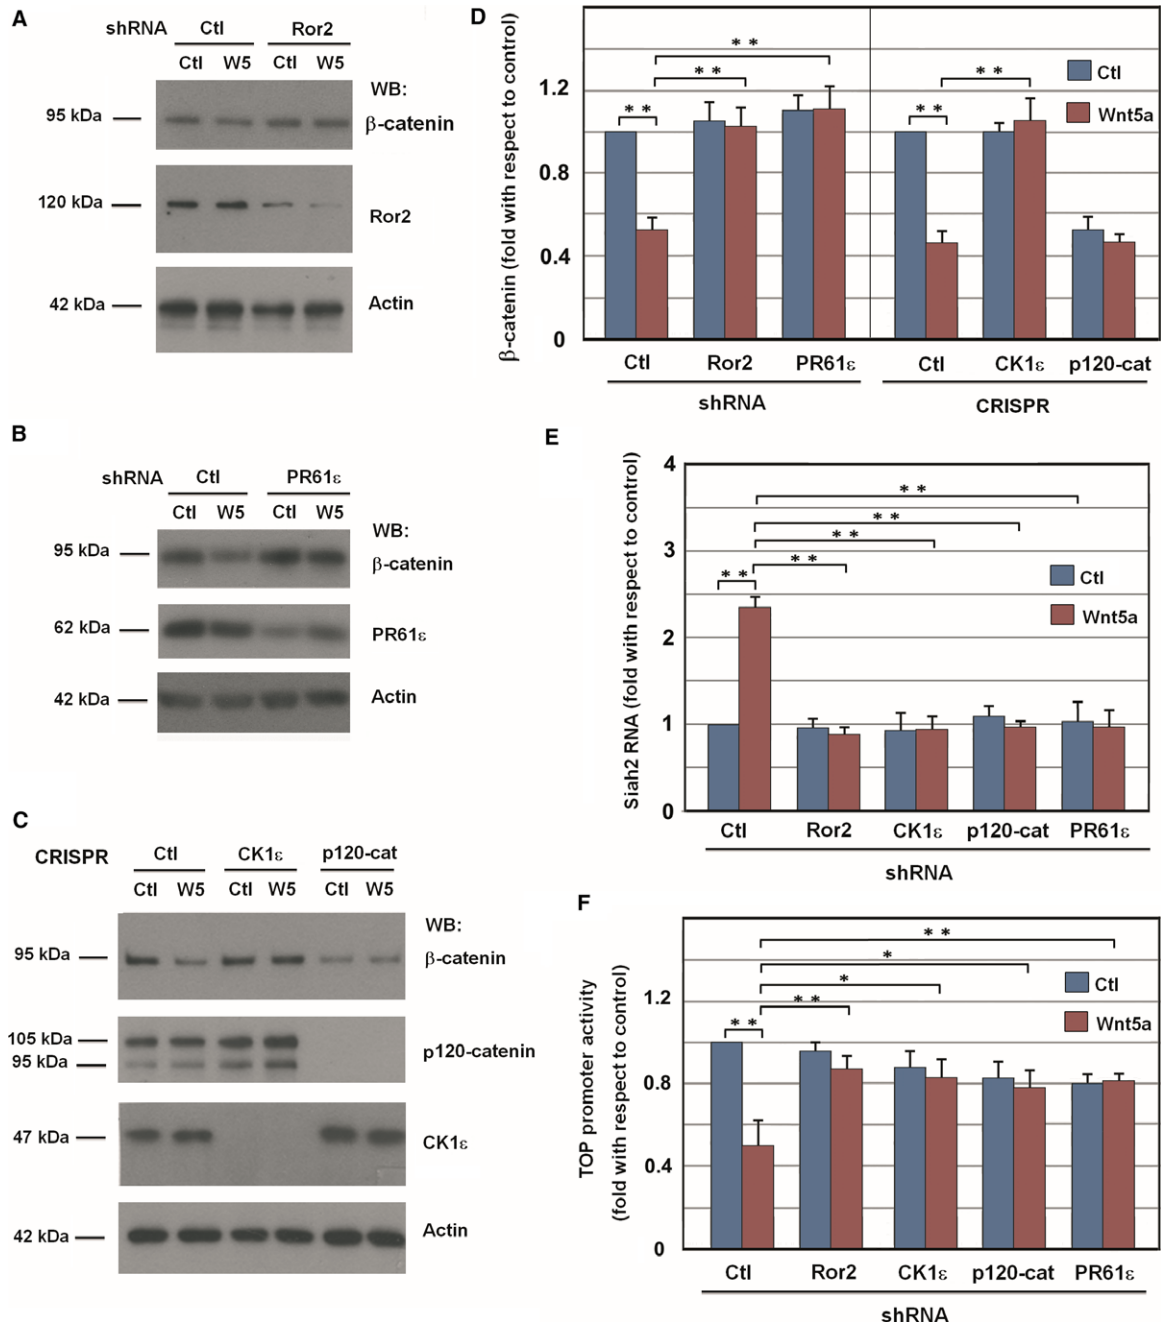 A
shRNA Ctl Ror2
Ctl W5 Ctl W5
WB:
95 kDa β-catenin
120 kDa Ror2
42 kDa Actin
B
shRNA Ctl PR61ε
Ctl W5 Ctl W5
WB:
95 kDa β-catenin
62 kDa PR61ε
42 kDa Actin
C
CRISPR Ctl CK1ε p120-cat
Ctl W5 Ctl W5 Ctl W5
WB:
95 kDa β-catenin
105 kDa p120-catenin
95 kDa
47 kDa CK1ε
42 kDa Actin
D
β-catenin (fold with respect to control)
* *
* *
* *
* *
* *
Ctl
Wnt5a
1.2
0.8
0.4
0
Ctl Ror2 PR61ε Ctl CK1ε p120-cat
shRNA CRISPR
E
Siah2 RNA (fold with respect to control)
4
3
2
1
0
* *
* *
* *
* *
* *
Ctl
Wnt5a
Ctl Ror2 CK1ε p120-cat PR61ε
shRNA
F
TOP promoter activity
(fold with respect to control)
1.2
0.8
0.4
0
* *
*
*
* *
* *
Ctl
Wnt5a
Ctl Ror2 CK1ε p120-cat PR61ε
shRNA